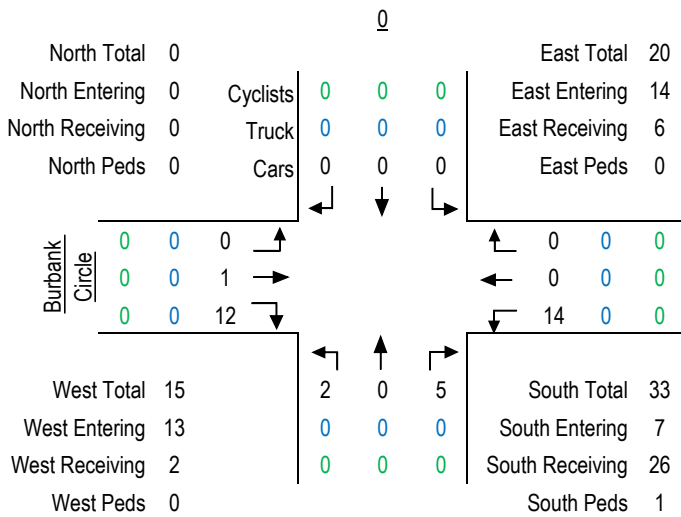 0
North Total 0
East Total 20
North Entering 0
Cyclists 0 0 0
East Entering 14
North Receiving 0
Truck 0 0 0
East Receiving 6
North Peds 0
Cars 0 0 0
East Peds 0
Burbank
Circle
0 0 0
0 0 0
0 0 1
0 0 0
0 0 12
14 0 0
West Total 15
2 0 5
South Total 33
West Entering 13
0 0 0
South Entering 7
West Receiving 2
0 0 0
South Receiving 26
West Peds 0
South Peds 1